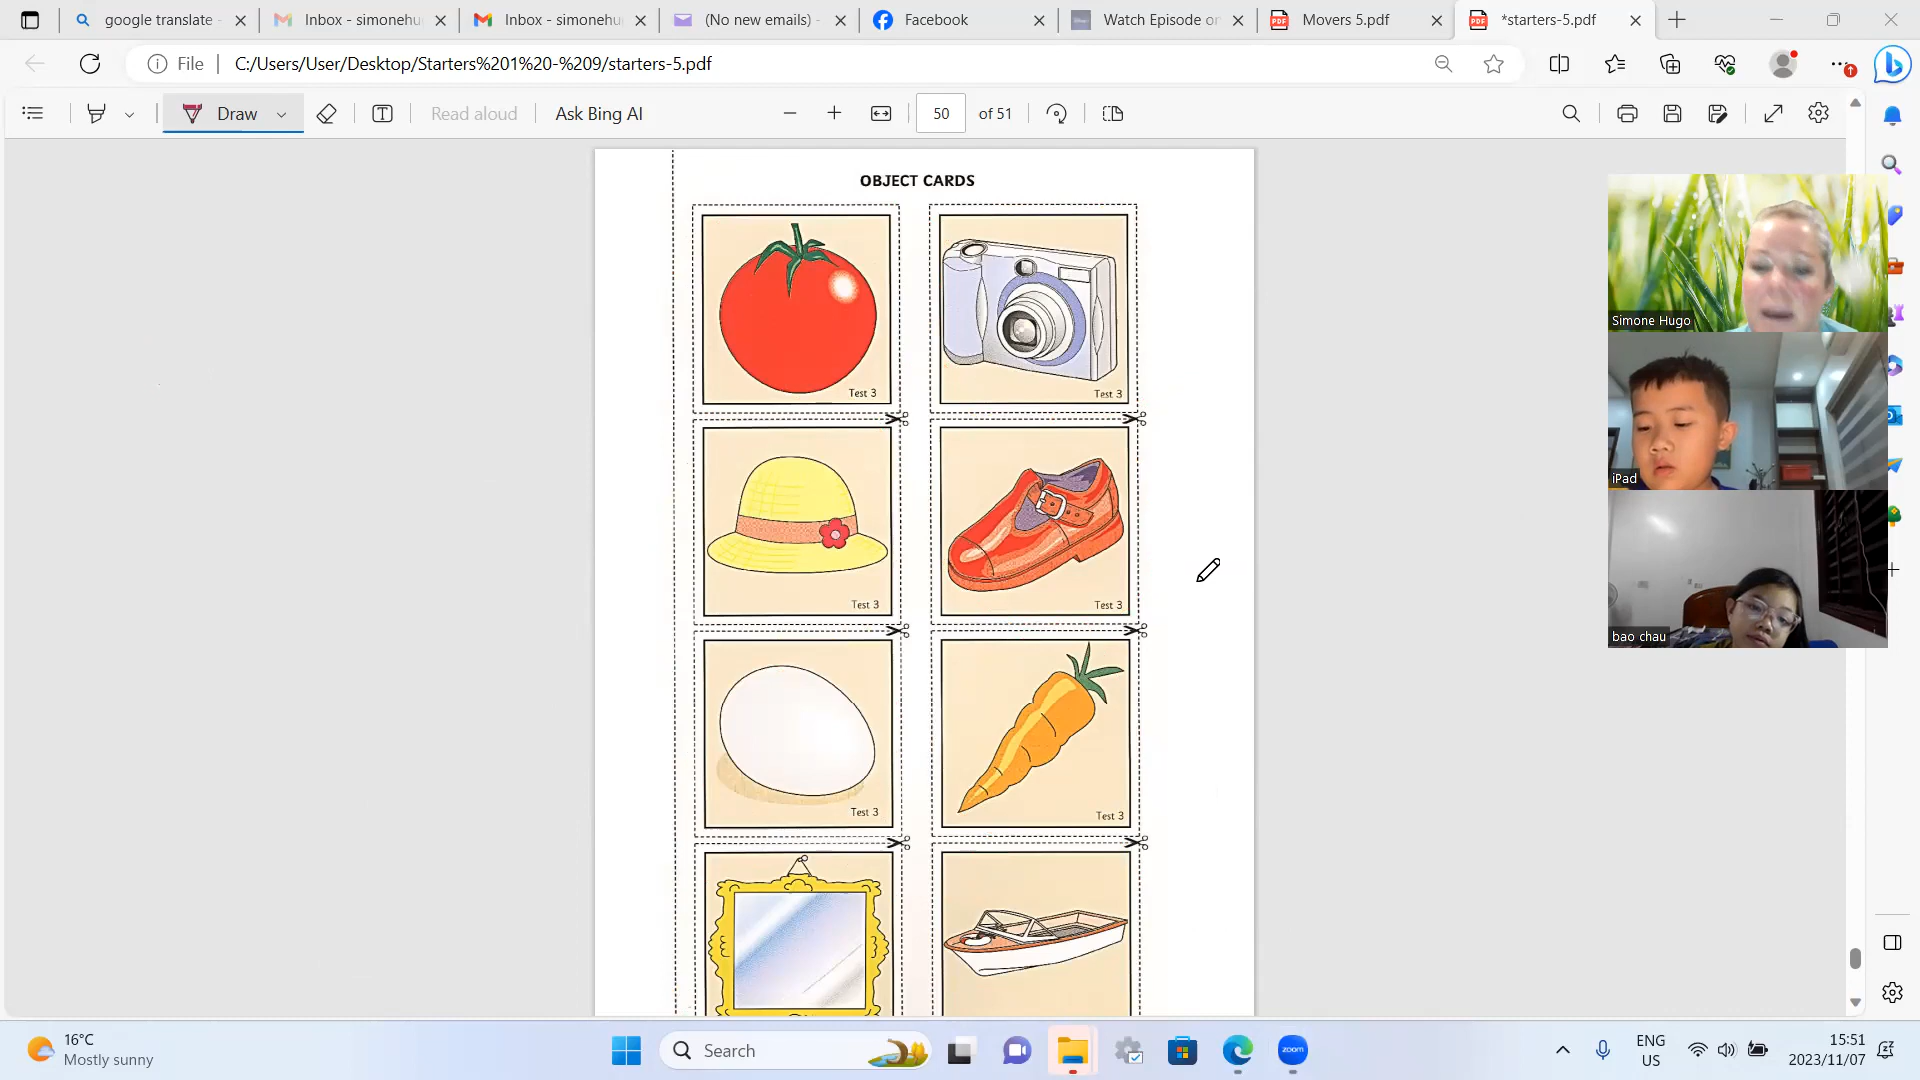 google translate -
Inbox - simonehu
Inbox - simonehu
(No new emails) -
Facebook
Watch Episode on
Movers 5.pdf
*starters-5.pdf
File
C:/Users/User/Desktop/Starters%201%20-%209/starters-5.pdf
Draw
Read aloud
Ask Bing AI
50 of 51
OBJECT CARDS
Test 3
Test 3
Test 3
Test 3
Test 3
Test 3
Simone Hugo
iPad
bao chau
16°C
Mostly sunny
Search
zoom
ENG
US
15:51
2023/11/07